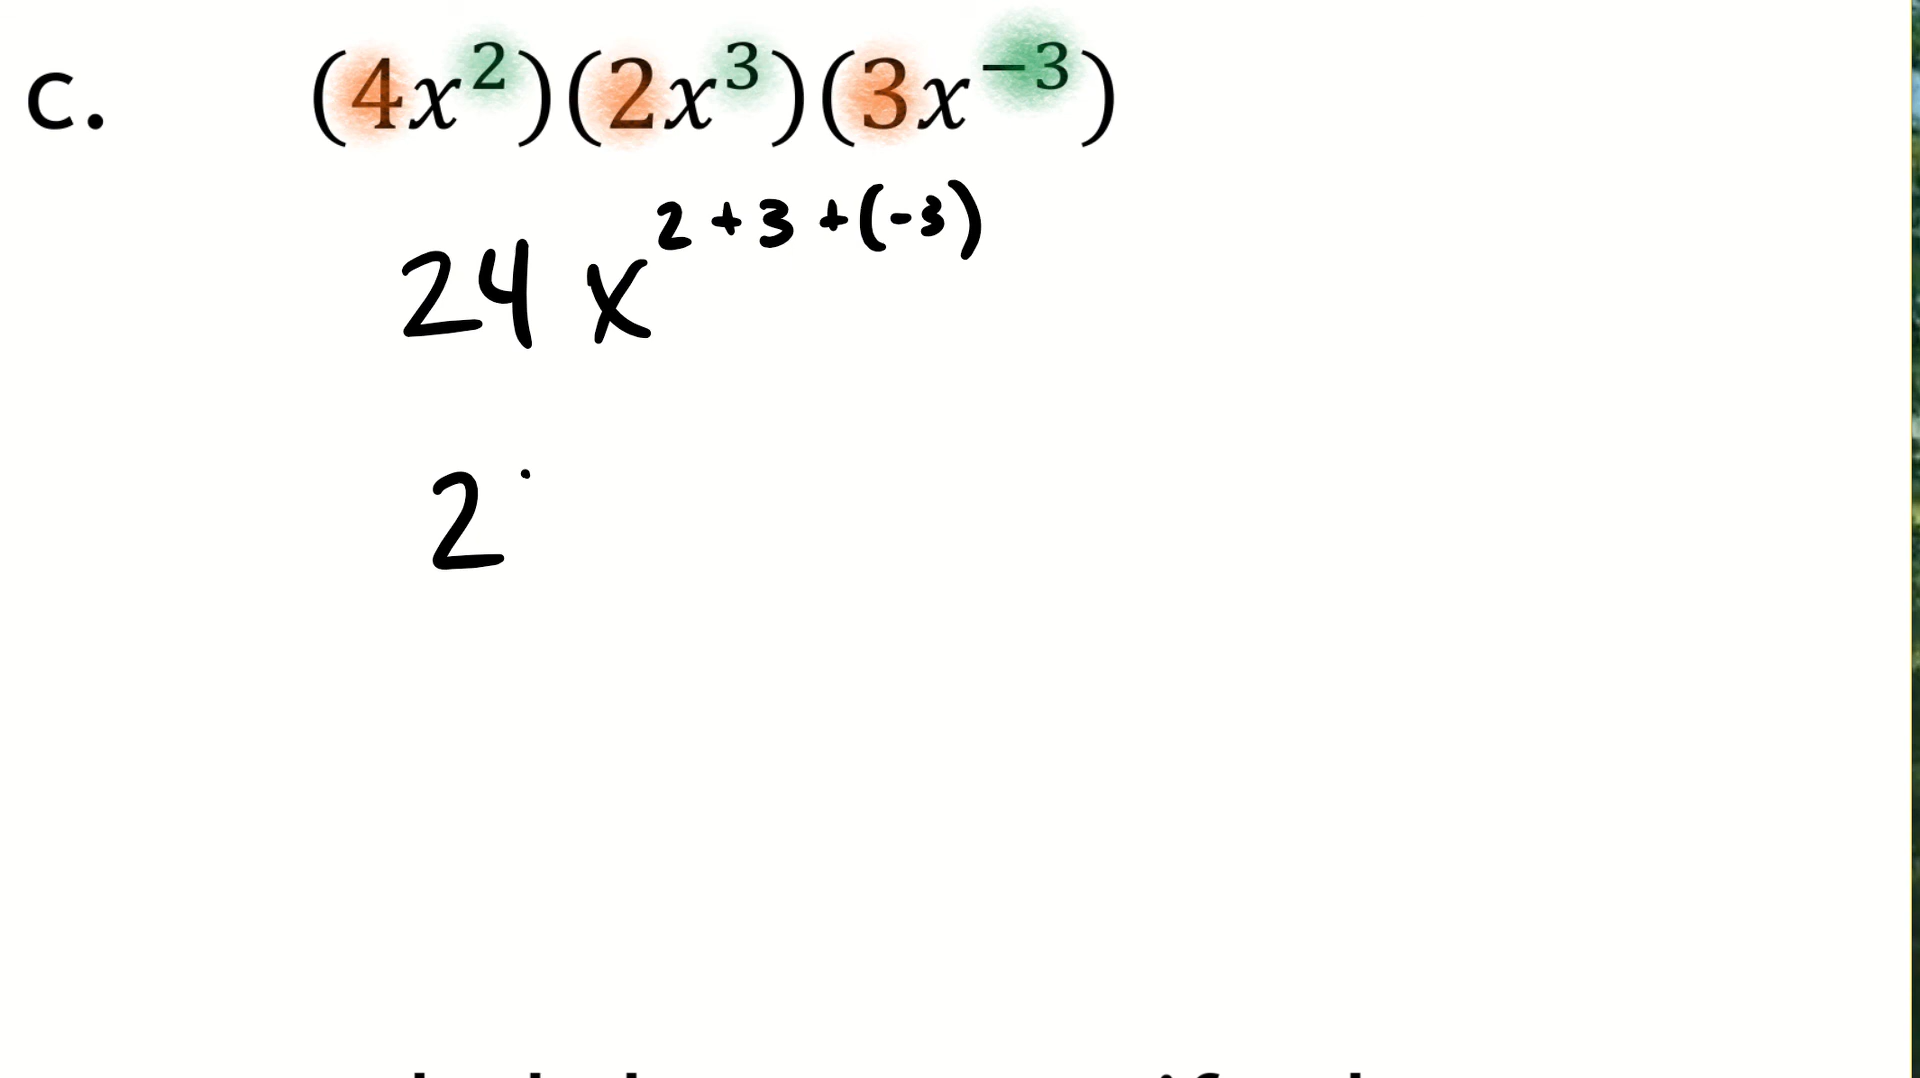 c. (4x²)(2x³)(3x⁻³)
24 x^{2+3+(-3)}
2